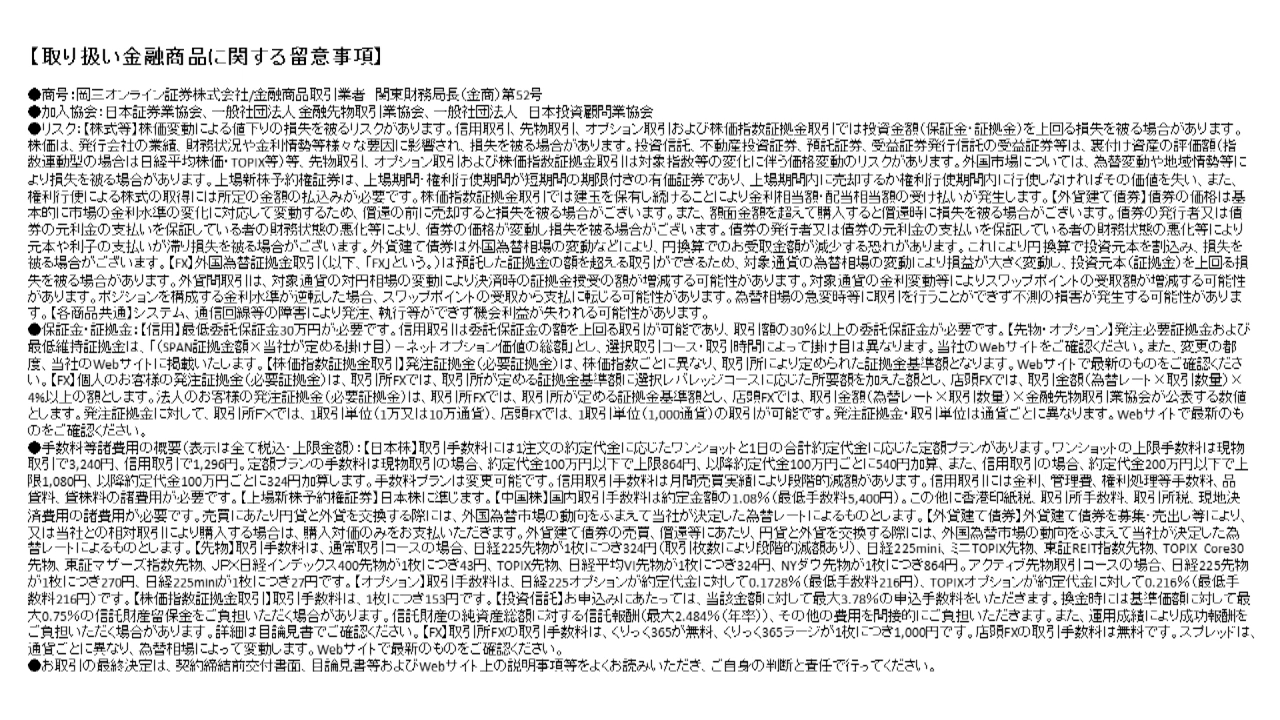 【取り扱い金融商品に関する留意事項】
●商号：岡三オンライン証券株式会社/金融商品取引業者　関東財務局長（金商）第52号
●加入協会：日本証券業協会、一般社団法人 金融先物取引業協会、一般社団法人　日本投資顧問業協会
●リスク：【株式等】株価変動による値下りの損失を被るリスクがあります。信用取引、先物取引、オプション取引および株価指数証拠金取引では投資金額（保証金・証拠金）を上回る損失を被る場合があります。
株価は、発行会社の業績、財務状況や金利情勢等様々な要因に影響され、損失を被る場合があります。投資信託、不動産投資証券、預託証券、受益証券発行信託の受益証券等は、裏付け資産の評価額（指
数連動型の場合は日経平均株価・TOPIX等）等、先物取引、オプション取引および株価指数証拠金取引は対象指数等の変化に伴う価格変動のリスクがあります。外国市場については、為替変動や地域情勢等に
より損失を被る場合があります。上場新株予約権証券は、上場期間・権利行使期間が短期間の期限付きの有価証券であり、上場期間内に売却するか権利行使期間内に行使しなければその価値を失い、また、
権利行使による株式の取得には所定の金額の払込みが必要です。株価指数証拠金取引では建玉を保有し続けることにより金利相当額・配当相当額の受け払いが発生します。【外貨建て債券】債券の価格は基
本的に市場の金利水準の変化に対応して変動するため、償還の前に売却すると損失を被る場合がございます。また、額面金額を超えて購入すると償還時に損失を被る場合がございます。債券の発行者又は債
券の元利金の支払いを保証している者の財務状態の悪化等により、債券の価格が変動し損失を被る場合がございます。債券の発行者又は債券の元利金の支払いを保証している者の財務状態の悪化等により
元本や利子の支払いが滞り損失を被る場合がございます。外貨建て債券は外国為替相場の変動などにより、円換算でのお受取金額が減少する恐れがあります。これにより円換算で投資元本を割込み、損失を
被る場合がございます。【FX】外国為替証拠金取引（以下、「FX」という。）は預託した証拠金の額を超える取引ができるため、対象通貨の為替相場の変動により損益が大きく変動し、投資元本（証拠金）を上回る損
失を被る場合があります。外貨間取引は、対象通貨の対円相場の変動により決済時の証拠金授受の額が増減する可能性があります。対象通貨の金利変動等によりスワップポイントの受取額が増減する可能性
があります。ポジションを構成する金利水準が逆転した場合、スワップポイントの受取から支払に転じる可能性があります。為替相場の急変時等に取引を行うことができず不測の損害が発生する可能性がありま
す。【各商品共通】システム、通信回線等の障害により発注、執行等ができず機会利益が失われる可能性があります。
●保証金・証拠金：【信用】最低委託保証金30万円が必要です。信用取引は委託保証金の額を上回る取引が可能であり、取引額の30％以上の委託保証金が必要です。【先物・オプション】発注必要証拠金および
最低維持証拠金は、「（SPAN証拠金額×当社が定める掛け目）－ネットオプション価値の総額」とし、選択取引コース・取引時間によって掛け目は異なります。当社のWebサイトをご確認ください。また、変更の都
度、当社のWebサイトに掲載いたします。【株価指数証拠金取引】発注証拠金（必要証拠金）は、株価指数ごとに異なり、取引所により定められた証拠金基準額となります。Webサイトで最新のものをご確認くださ
い。【FX】個人のお客様の発注証拠金（必要証拠金）は、取引所FXでは、取引所が定める証拠金基準額に選択レバレッジコースに応じた所要額を加えた額とし、店頭FXでは、取引金額（為替レート×取引数量）×
4%以上の額とします。法人のお客様の発注証拠金（必要証拠金）は、取引所FXでは、取引所が定める証拠金基準額とし、店頭FXでは、取引金額（為替レート×取引数量）×金融先物取引業協会が公表する数値
とします。発注証拠金に対して、取引所FXでは、1取引単位（1万又は10万通貨）、店頭FXでは、1取引単位（1,000通貨）の取引が可能です。発注証拠金・取引単位は通貨ごとに異なります。Webサイトで最新のも
のをご確認ください。
●手数料等諸費用の概要（表示は全て税込・上限金額）：【日本株】取引手数料には1注文の約定代金に応じたワンショットと1日の合計約定代金に応じた定額プランがあります。ワンショットの上限手数料は現物
取引で3,240円、信用取引で1,296円。定額プランの手数料は現物取引の場合、約定代金100万円以下で上限864円、以降約定代金100万円ごとに540円加算、また、信用取引の場合、約定代金200万円以下で上
限1,080円、以降約定代金100万円ごとに324円加算します。手数料プランは変更可能です。信用取引手数料は月間売買実績により段階的減額があります。信用取引には金利、管理費、権利処理等手数料、品
貸料、貸株料の諸費用が必要です。【上場新株予約権証券】日本株に準じます。【中国株】国内取引手数料は約定金額の1.08％（最低手数料5,400円）。この他に香港印紙税、取引所手数料、取引所税、現地決
済費用の諸費用が必要です。売買にあたり円貨と外貨を交換する際には、外国為替市場の動向をふまえて当社が決定した為替レートによるものとします。【外貨建て債券】外貨建て債券を募集・売出し等により、
又は当社との相対取引により購入する場合は、購入対価のみをお支払いただきます。外貨建て債券の売買、償還等にあたり、円貨と外貨を交換する際には、外国為替市場の動向をふまえて当社が決定した為
替レートによるものとします。【先物】取引手数料は、通常取引コースの場合、日経225先物が1枚につき324円（取引枚数により段階的減額あり）、日経225mini、ミニTOPIX先物、東証REIT指数先物、TOPIX Core30
先物、東証マザーズ指数先物、JPX日経インデックス400先物が1枚につき43円、TOPIX先物、日経平均VI先物が1枚につき324円、NYダウ先物が1枚につき864円。アクティブ先物取引コースの場合、日経225先物
が1枚につき270円、日経225miniが1枚につき27円です。【オプション】取引手数料は、日経225オプションが約定代金に対して0.1728％（最低手数料216円）、TOPIXオプションが約定代金に対して0.216％（最低手
数料216円）です。【株価指数証拠金取引】取引手数料は、1枚につき153円です。【投資信託】お申込みにあたっては、当該金額に対して最大3.78％の申込手数料をいただきます。換金時には基準価額に対して最
大0.75％の信託財産留保金をご負担いただく場合があります。信託財産の純資産総額に対する信託報酬（最大2.484％（年率））、その他の費用を間接的にご負担いただきます。また、運用成績により成功報酬を
ご負担いただく場合があります。詳細は目論見書でご確認ください。【FX】取引所FXの取引手数料は、くりっく365が無料、くりっく365ラージが1枚につき1,000円です。店頭FXの取引手数料は無料です。スプレッドは、
通貨ごとに異なり、為替相場によって変動します。Webサイトで最新のものをご確認ください。
●お取引の最終決定は、契約締結前交付書面、目論見書等およびWebサイト上の説明事項等をよくお読みいただき、ご自身の判断と責任で行ってください。